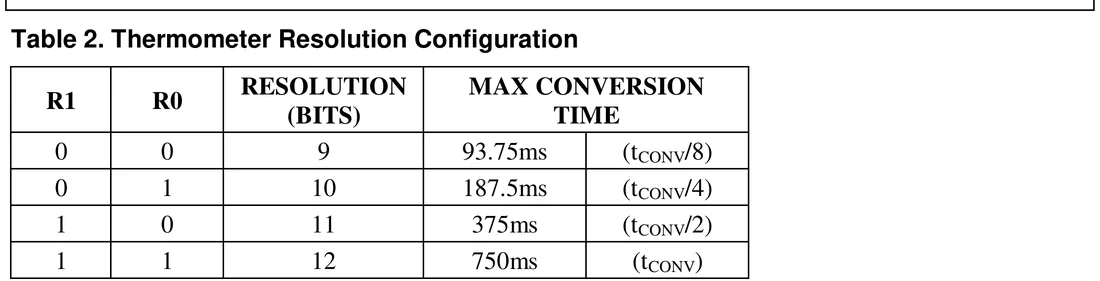 Table 2. Thermometer Resolution Configuration
R1 R0 RESOLUTION (BITS) MAX CONVERSION TIME
0 0 9 93.75ms (tCONV/8)
0 1 10 187.5ms (tCONV/4)
1 0 11 375ms (tCONV/2)
1 1 12 750ms (tCONV)